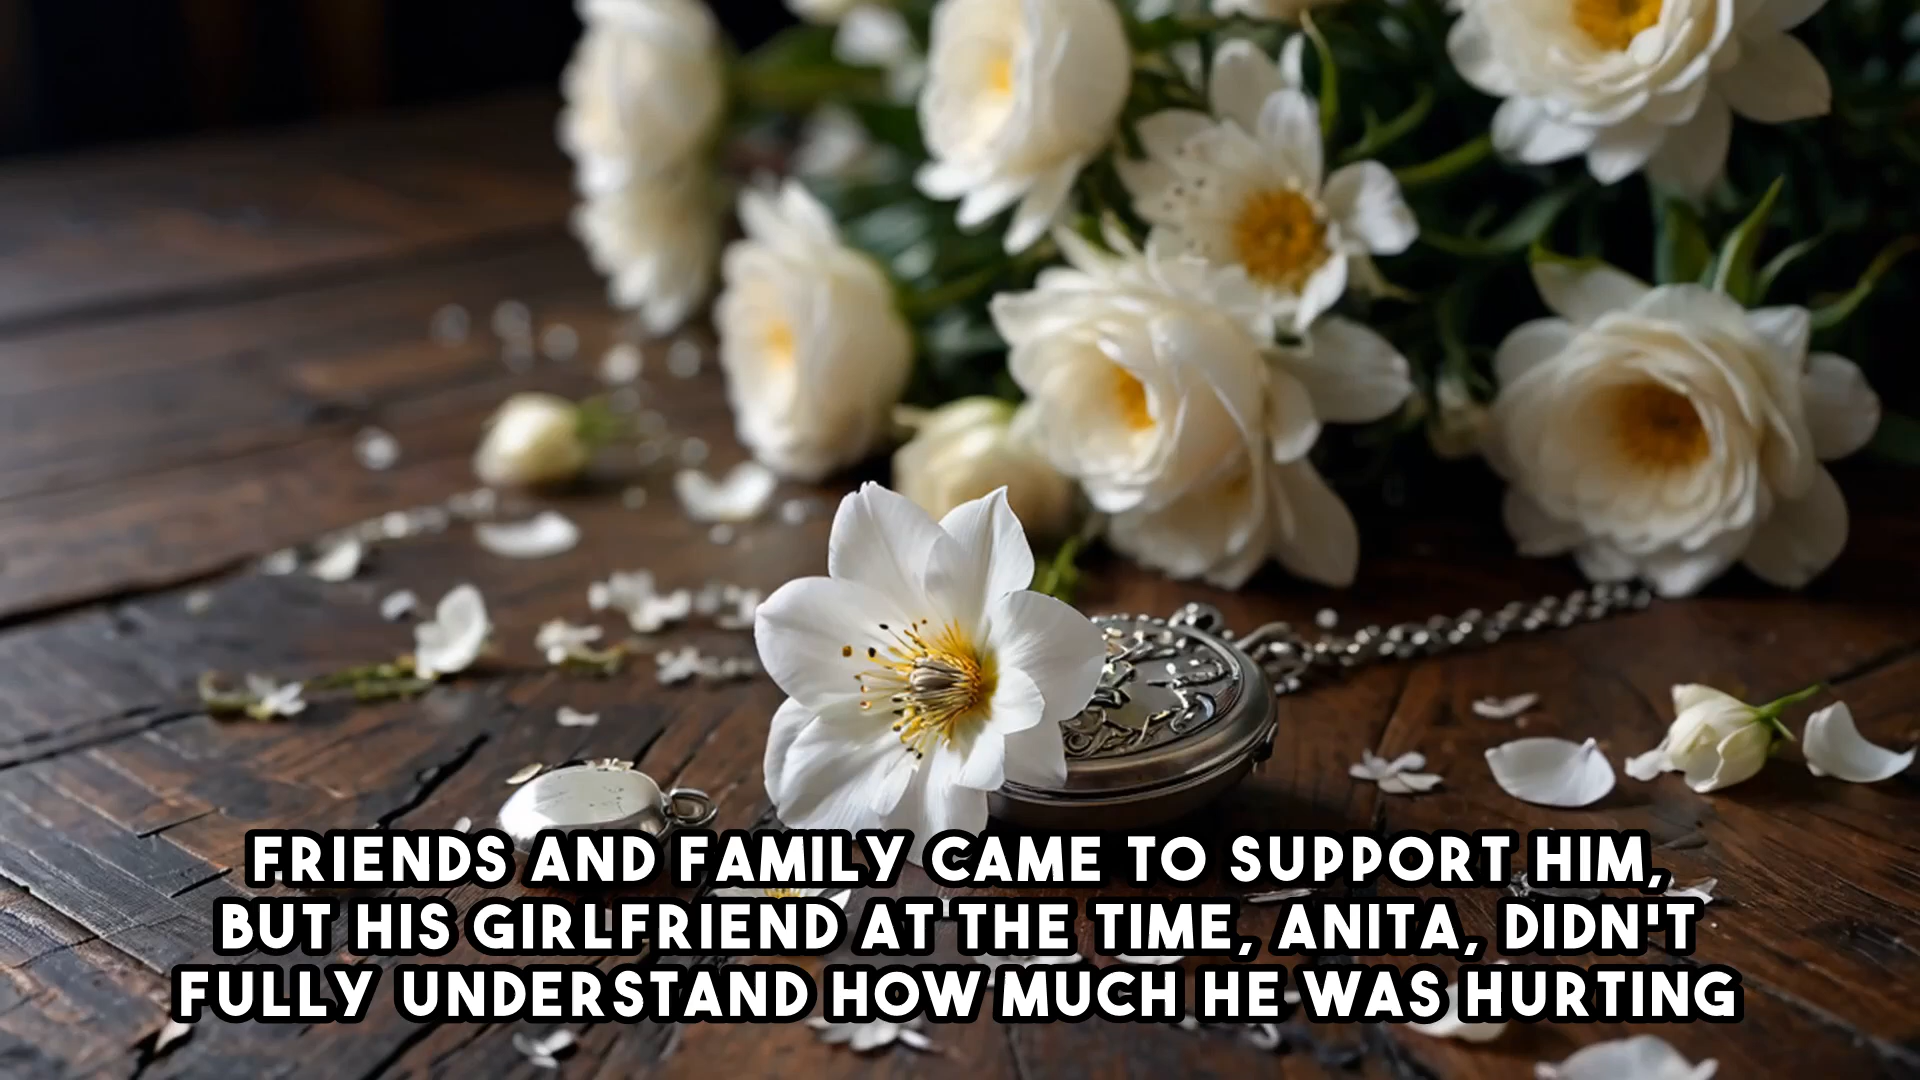 FRIENDS AND FAMILY CAME TO SUPPORT HIM,
BUT HIS GIRLFRIEND AT THE TIME, ANITA, DIDN'T
FULLY UNDERSTAND HOW MUCH HE WAS HURTING